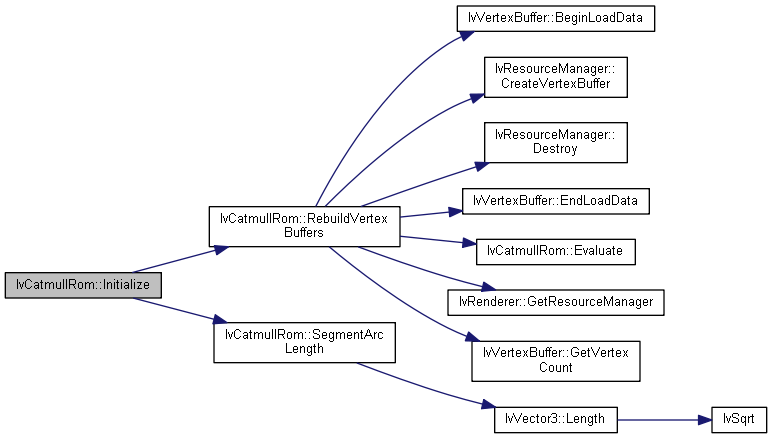 IvVertexBuffer::BeginLoadData
IvResourceManager::
CreateVertexBuffer
IvResourceManager::
Destroy
IvCatmullRom::RebuildVertex
Buffers
IvVertexBuffer::EndLoadData
IvCatmullRom::Evaluate
IvCatmullRom::Initialize
IvRenderer::GetResourceManager
IvCatmullRom::SegmentArc
Length
IvVertexBuffer::GetVertex
Count
IvVector3::Length
IvSqrt